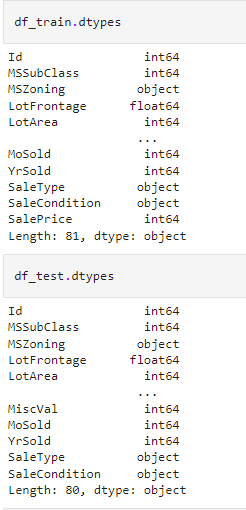 df_train.dtypes
Id int64
MSSubClass int64
MSZoning object
LotFrontage float64
LotArea int64
...
MoSold int64
YrSold int64
SaleType object
SaleCondition object
SalePrice int64
Length: 81, dtype: object
df_test.dtypes
Id int64
MSSubClass int64
MSZoning object
LotFrontage float64
LotArea int64
...
MiscVal int64
MoSold int64
YrSold int64
SaleType object
SaleCondition object
Length: 80, dtype: object